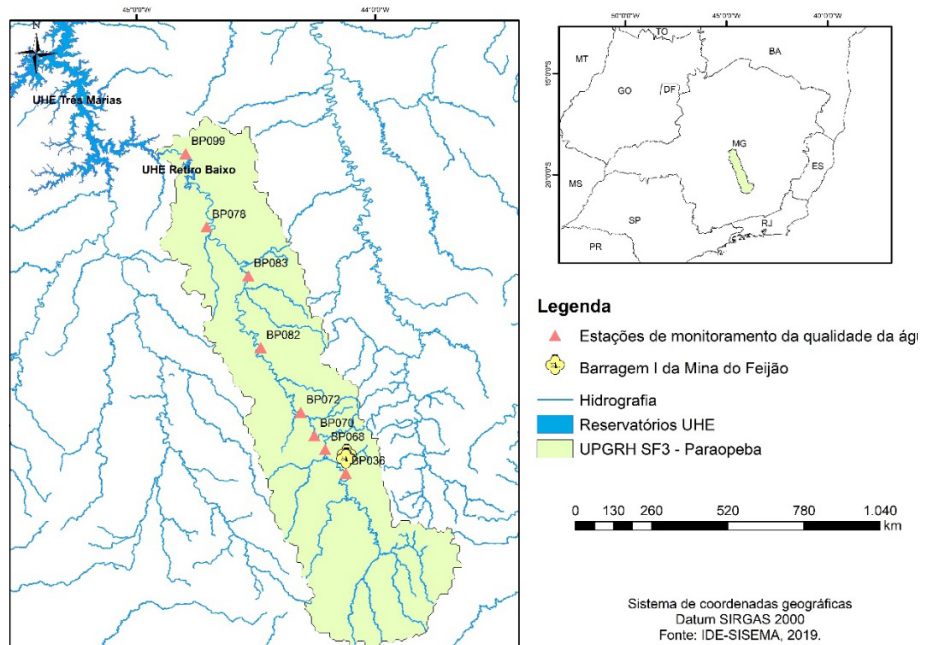 45°0'0"W
44°0'0"W
N
UHE Três Marias
BP099
UHE Retiro Baixo
BP078
BP083
BP082
BP072
BP070
BP068
BP036
50°0'0"W
45°0'0"W
40°0'0"W
15°0'0"S
20°0'0"S
TO
MT
BA
GO
DF
MG
ES
MS
SP
RJ
PR
Legenda
Estações de monitoramento da qualidade da águ
Barragem I da Mina do Feijão
Hidrografia
Reservatórios UHE
UPGRH SF3 - Paraopeba
0 130 260 520 780 1.040
km
Sistema de coordenadas geográficas
Datum SIRGAS 2000
Fonte: IDE-SISEMA, 2019.